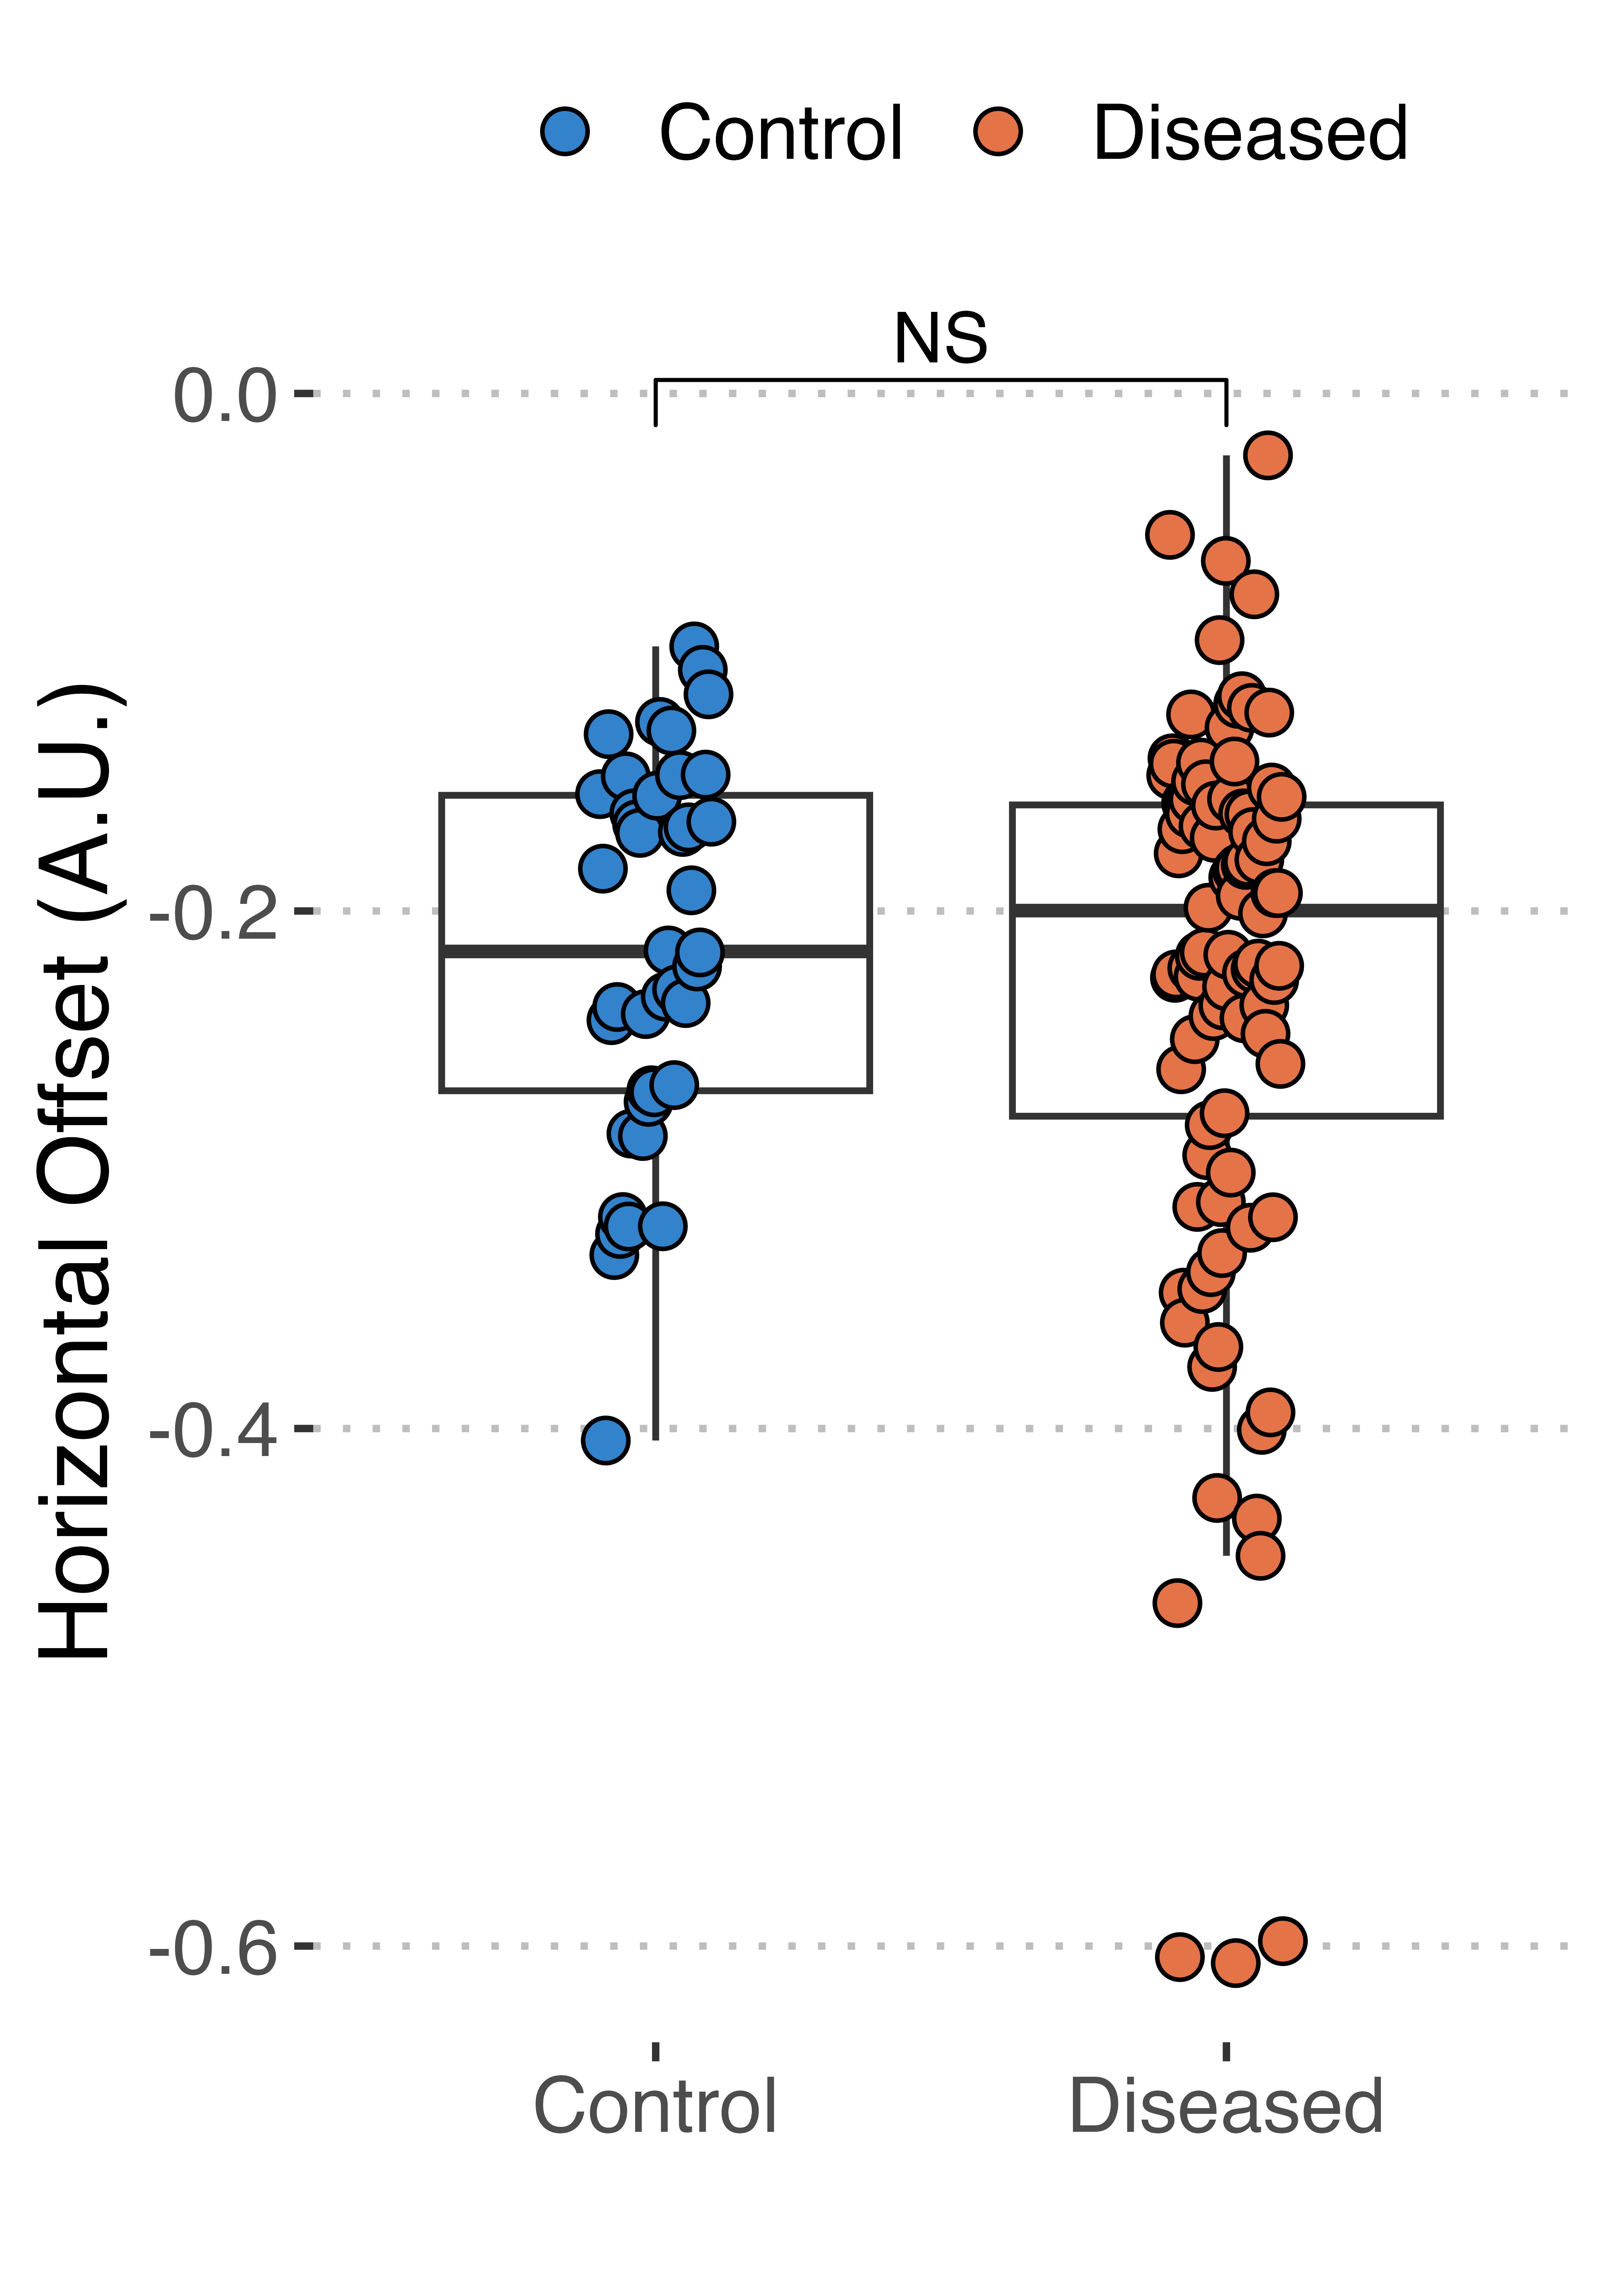 Control Diseased
NS
0.0
-0.2
-0.4
-0.6
Horizontal Offset (A.U.)
Control Diseased